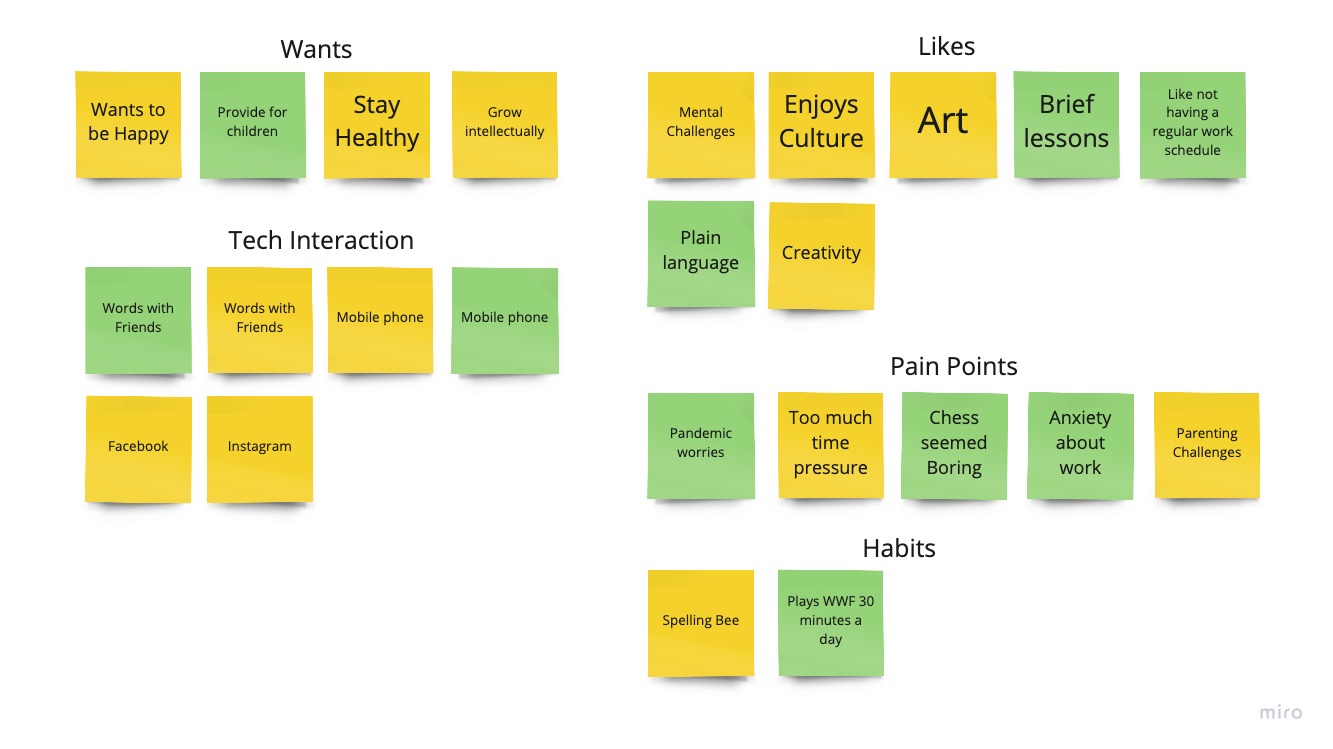 Wants
Wants to
be Happy
Provide for
children
Stay
Healthy
Grow
intellectually
Tech Interaction
Words with
Friends
Words with
Friends
Mobile phone
Mobile phone
Facebook
Instagram
Likes
Mental
Challenges
Enjoys
Culture
Art
Brief
lessons
Like not
having a
regular work
schedule
Plain
language
Creativity
Pain Points
Pandemic
worries
Too much
time
pressure
Chess
seemed
Boring
Anxiety
about
work
Parenting
Challenges
Habits
Spelling Bee
Plays WWF 30
minutes a
day
miro